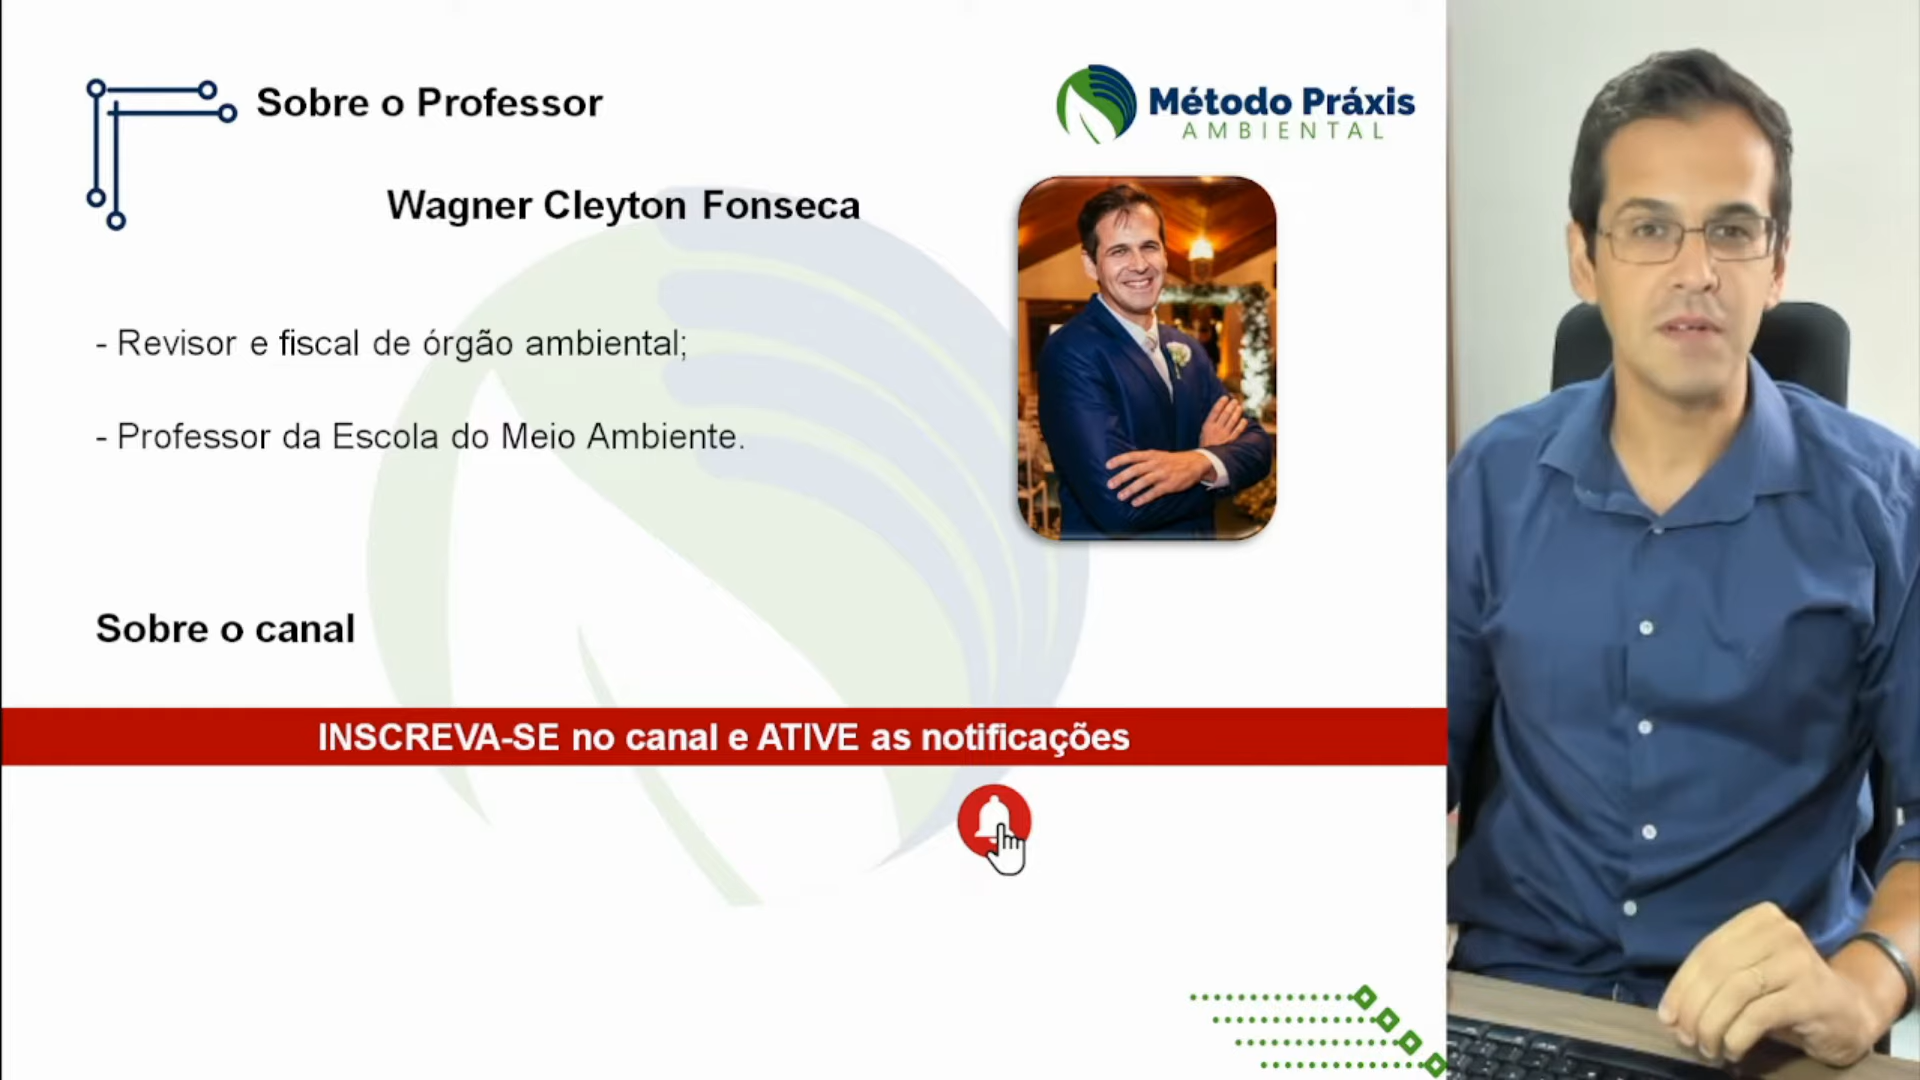 Sobre o Professor
Método Práxis
AMBIENTAL
Wagner Cleyton Fonseca
- Revisor e fiscal de órgão ambiental;
- Professor da Escola do Meio Ambiente.
Sobre o canal
INSCREVA-SE no canal e ATIVE as notificações